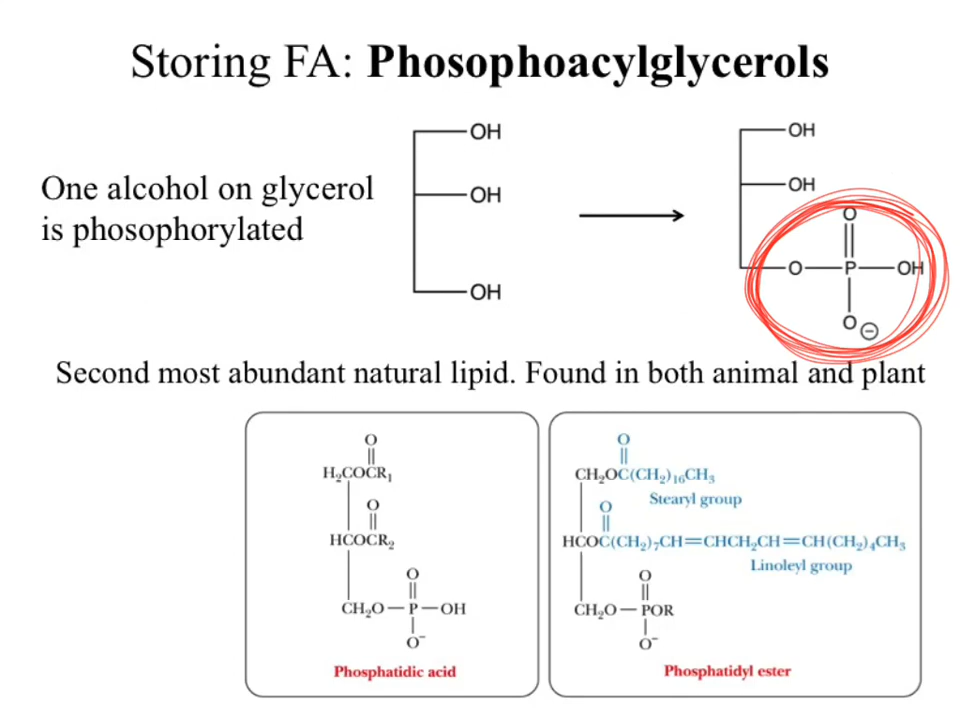 Storing FA: Phosophoacylglycerols
OH
OH
OH
One alcohol on glycerol
is phosophorylated
OH
OH
O
O—P—OH
O⊖
Second most abundant natural lipid. Found in both animal and plant
O
H₂COCR₁
O
HCOCR₂
O
CH₂O—P—OH
O⁻
Phosphatidic acid
O
CH₂OC(CH₂)₁₆CH₃
Stearyl group
O
HCOC(CH₂)₇CH=CHCH₂CH=CH(CH₂)₄CH₃
Linoleyl group
O
CH₂O—POR
O⁻
Phosphatidyl ester